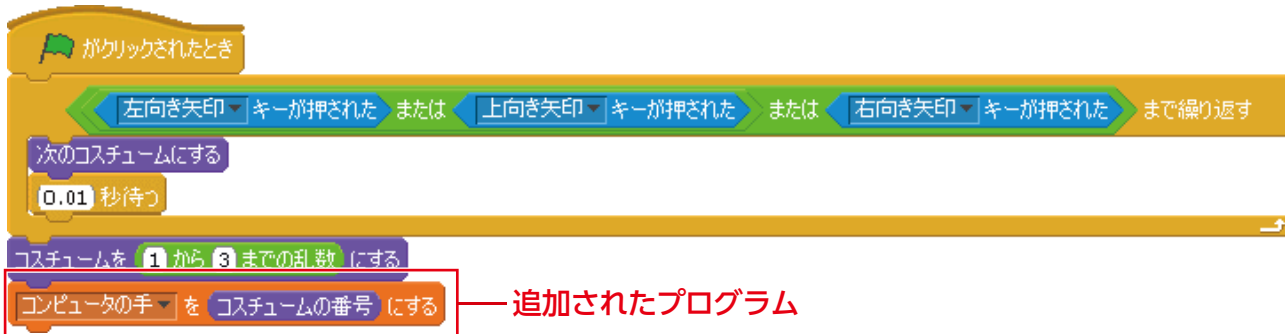 がクリックされたとき
左向き矢印 キーが押された または 上向き矢印 キーが押された または 右向き矢印 キーが押された まで繰り返す
次のコスチュームにする
0.01 秒待つ
コスチュームを 1 から 3 までの乱数 にする
コンピュータの手 を コスチュームの番号 にする 追加されたプログラム